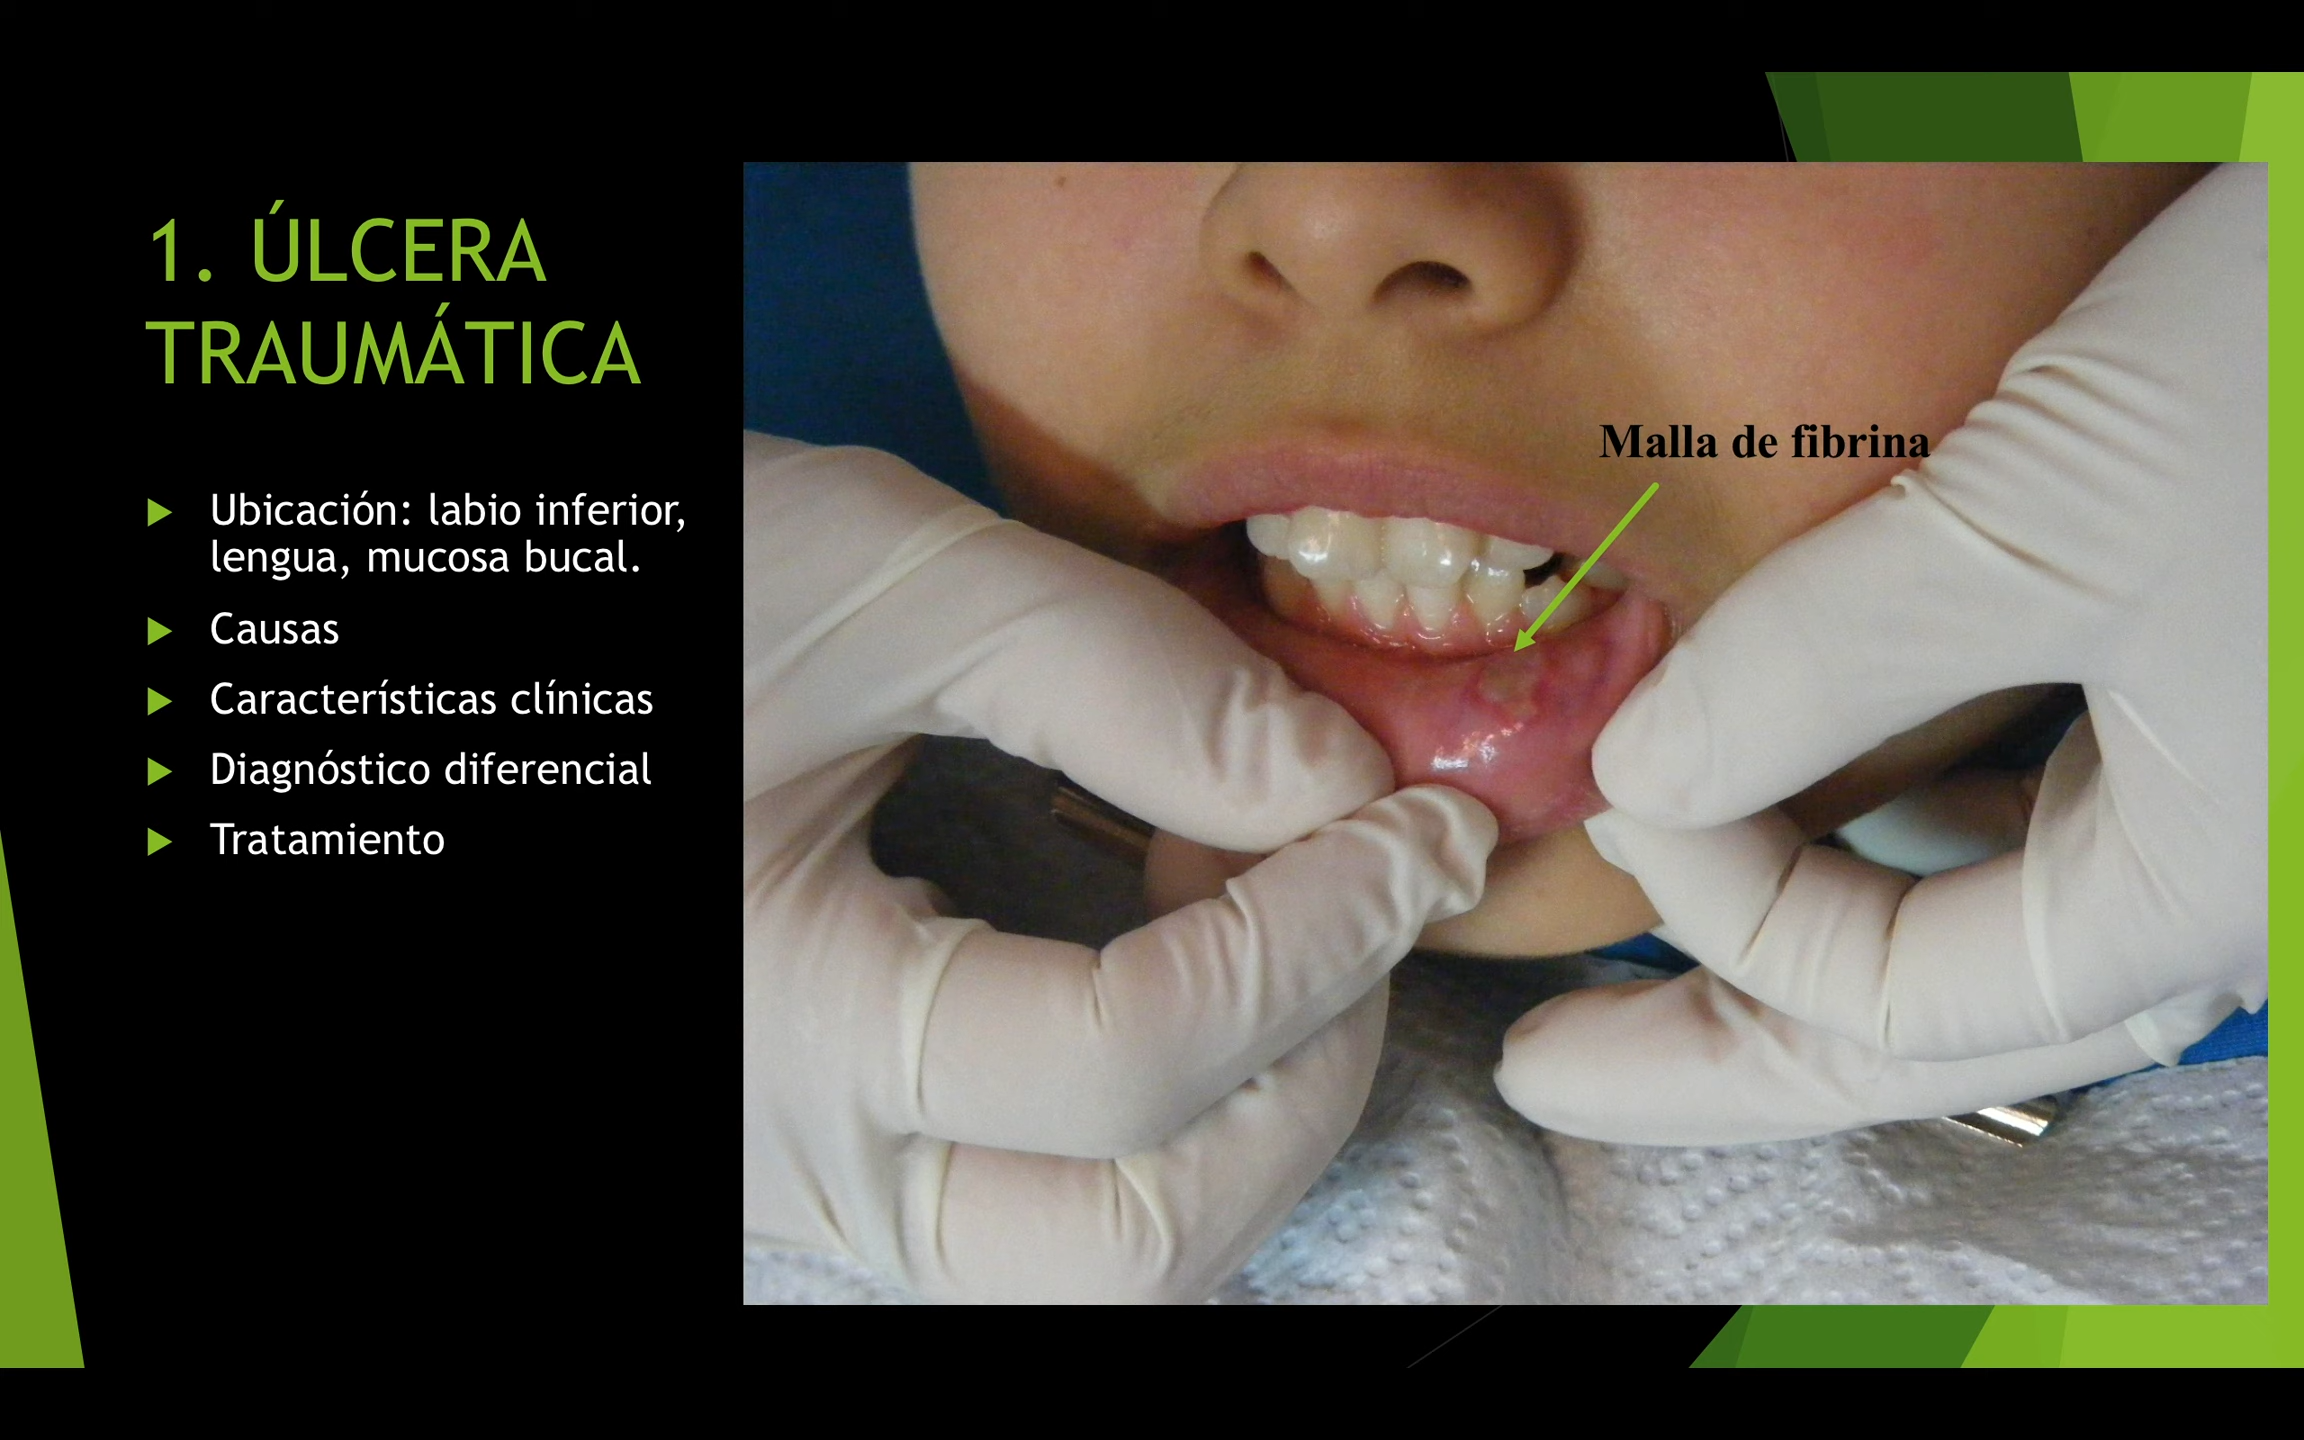 1. ÚLCERA
TRAUMÁTICA
Ubicación: labio inferior,
lengua, mucosa bucal.
Causas
Características clínicas
Diagnóstico diferencial
Tratamiento
Malla de fibrina